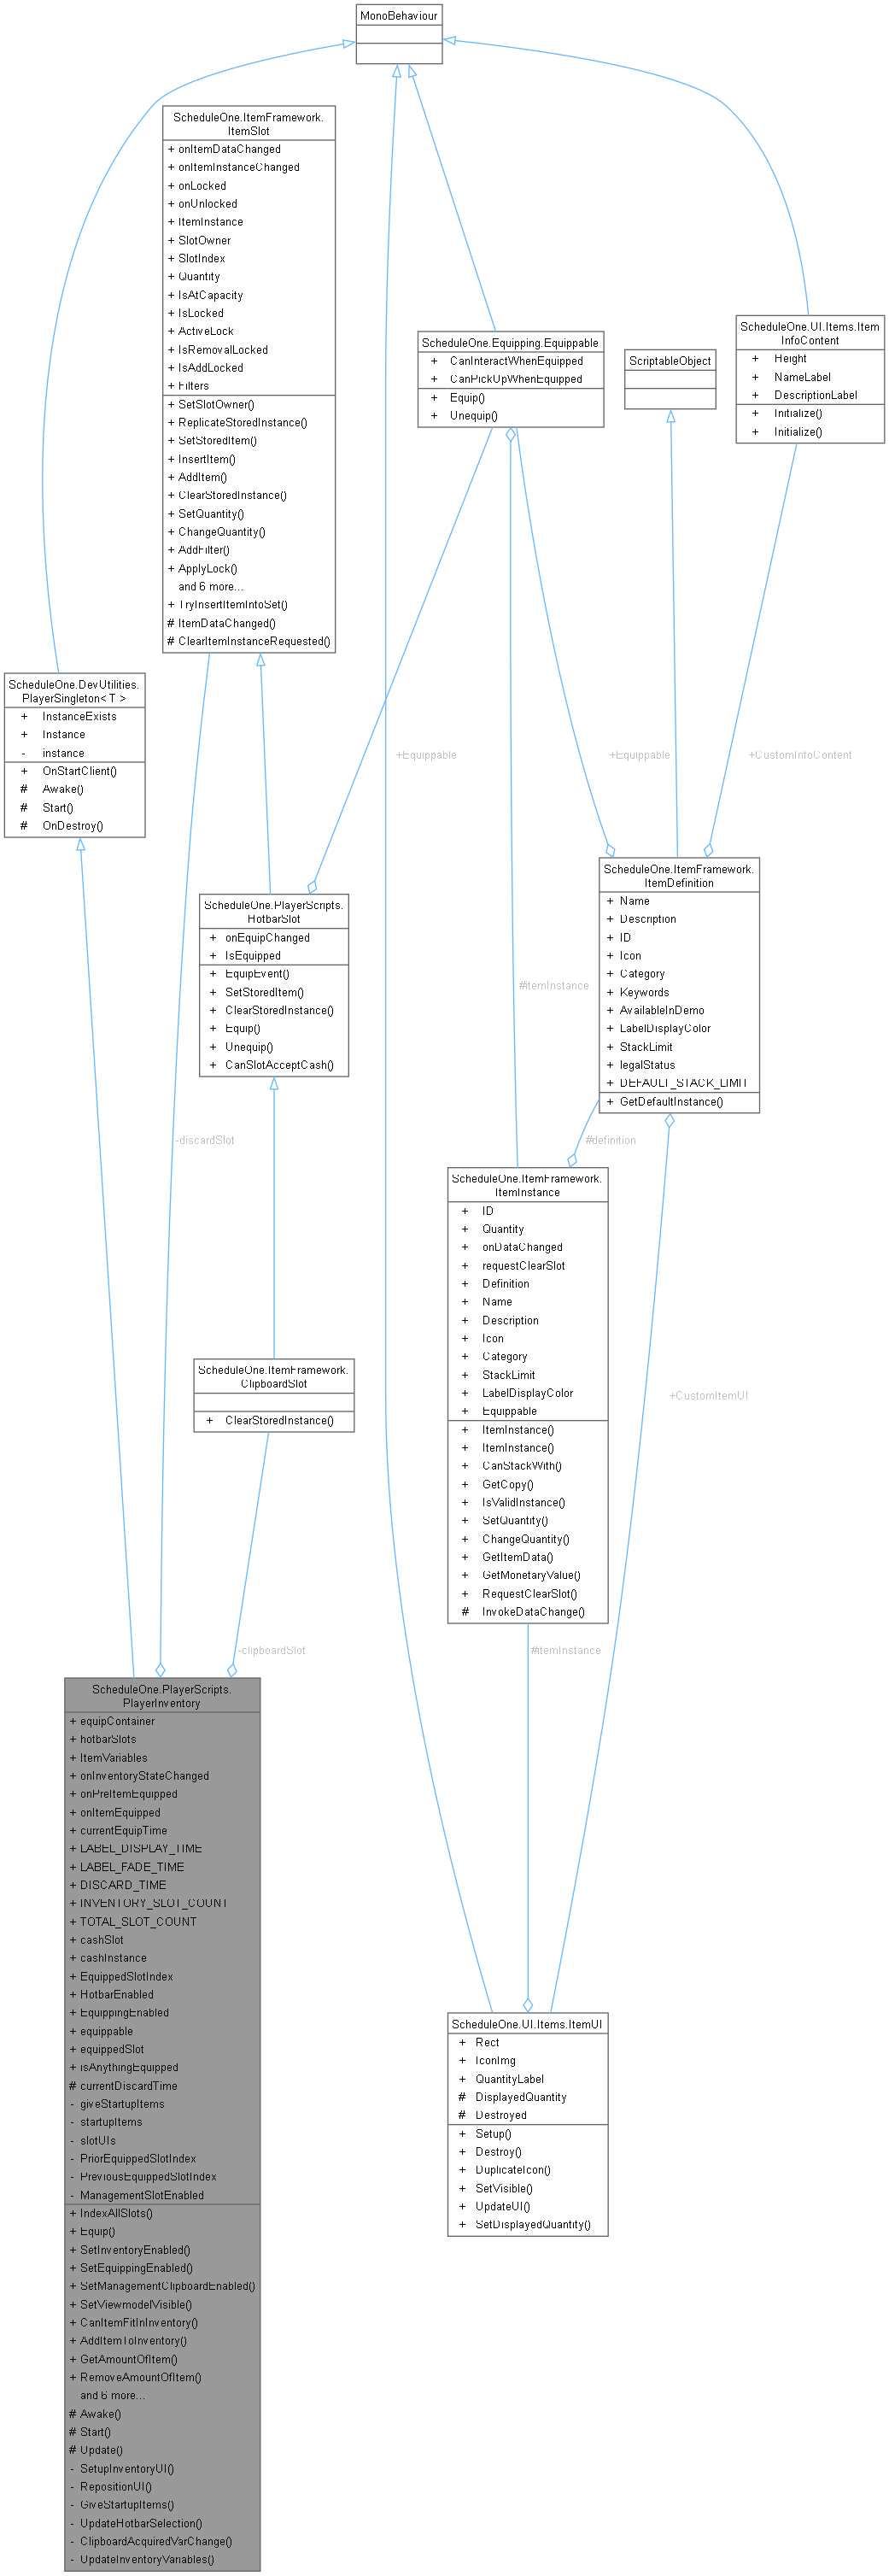 MonoBehaviour
ScheduleOne.ItemFramework.
ItemSlot
+ onItemDataChanged
+ onItemInstanceChanged
+ onLocked
+ onUnlocked
+ ItemInstance
+ SlotOwner
+ SlotIndex
+ Quantity
+ IsAtCapacity
+ IsLocked
+ ActiveLock
+ IsRemovalLocked
+ IsAddLocked
+ Filters
+ SetSlotOwner()
+ ReplicateStoredInstance()
+ SetStoredItem()
+ InsertItem()
+ AddItem()
+ ClearStoredInstance()
+ SetQuantity()
+ ChangeQuantity()
+ AddFilter()
+ ApplyLock()
and 6 more...
+ TryInsertItemIntoSet()
# ItemDataChanged()
# ClearItemInstanceRequested()
ScheduleOne.Equipping.Equippable
+ CanInteractWhenEquipped
+ CanPickUpWhenEquipped
+ Equip()
+ Unequip()
ScriptableObject
ScheduleOne.UI.Items.Item
InfoContent
+ Height
+ NameLabel
+ DescriptionLabel
+ Initialize()
+ Initialize()
ScheduleOne.DevUtilities.
PlayerSingleton< T >
+ InstanceExists
+ Instance
- instance
+ OnStartClient()
# Awake()
# Start()
# OnDestroy()
+Equippable
+Equippable
+CustomInfoContent
ScheduleOne.PlayerScripts.
HotbarSlot
+ onEquipChanged
+ IsEquipped
+ EquipEvent()
+ SetStoredItem()
+ ClearStoredInstance()
+ Equip()
+ Unequip()
+ CanSlotAcceptCash()
ScheduleOne.ItemFramework.
ItemDefinition
+ Name
+ Description
+ ID
+ Icon
+ Category
+ Keywords
+ AvailableInDemo
+ LabelDisplayColor
+ StackLimit
+ legalStatus
+ DEFAULT_STACK_LIMIT
+ GetDefaultInstance()
#itemInstance
-discardSlot
#definition
ScheduleOne.ItemFramework.
ItemInstance
+ ID
+ Quantity
+ onDataChanged
+ requestClearSlot
+ Definition
+ Name
+ Description
+ Icon
+ Category
+ StackLimit
+ LabelDisplayColor
+ Equippable
+ ItemInstance()
+ ItemInstance()
+ CanStackWith()
+ GetCopy()
+ IsValidInstance()
+ SetQuantity()
+ ChangeQuantity()
+ GetItemData()
+ GetMonetaryValue()
+ RequestClearSlot()
# InvokeDataChange()
ScheduleOne.ItemFramework.
ClipboardSlot
+ ClearStoredInstance()
+CustomItemUI
-clipboardSlot
#itemInstance
ScheduleOne.PlayerScripts.
PlayerInventory
+ equipContainer
+ hotbarSlots
+ ItemVariables
+ onInventoryStateChanged
+ onPreItemEquipped
+ onItemEquipped
+ currentEquipTime
+ LABEL_DISPLAY_TIME
+ LABEL_FADE_TIME
+ DISCARD_TIME
+ INVENTORY_SLOT_COUNT
+ TOTAL_SLOT_COUNT
+ cashSlot
+ cashInstance
+ EquippedSlotIndex
+ HotbarEnabled
+ EquippingEnabled
+ equippable
+ equippedSlot
+ isAnythingEquipped
# currentDiscardTime
- giveStartupItems
- startupItems
- slotUIs
- PriorEquippedSlotIndex
- PreviousEquippedSlotIndex
- ManagementSlotEnabled
+ IndexAllSlots()
+ Equip()
+ SetInventoryEnabled()
+ SetEquippingEnabled()
+ SetManagementClipboardEnabled()
+ SetViewmodelVisible()
+ CanItemFitInInventory()
+ AddItemToInventory()
+ GetAmountOfItem()
+ RemoveAmountOfItem()
and 6 more...
# Awake()
# Start()
# Update()
- SetupInventoryUI()
- RepositionUI()
- GiveStartupItems()
- UpdateHotbarSelection()
- ClipboardAcquiredVarChange()
- UpdateInventoryVariables()
ScheduleOne.UI.Items.ItemUI
+ Rect
+ IconImg
+ QuantityLabel
# DisplayedQuantity
# Destroyed
+ Setup()
+ Destroy()
+ DuplicateIcon()
+ SetVisible()
+ UpdateUI()
+ SetDisplayedQuantity()